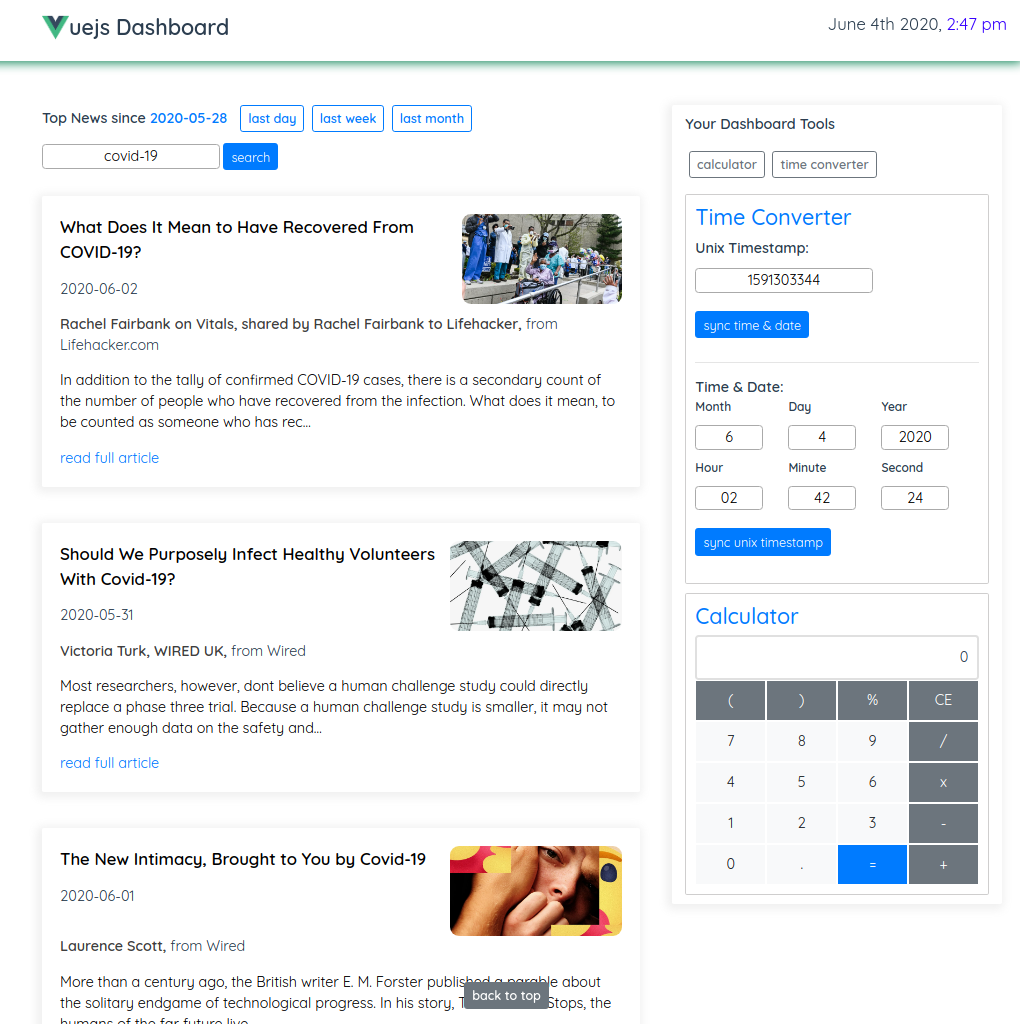 uejs Dashboard
June 4th 2020, 2:47 pm
Top News since 2020-05-28 last day last week last month
covid-19 search
What Does It Mean to Have Recovered From
COVID-19?
2020-06-02
Rachel Fairbank on Vitals, shared by Rachel Fairbank to Lifehacker, from
Lifehacker.com
In addition to the tally of confirmed COVID-19 cases, there is a secondary count of
the number of people who have recovered from the infection. What does it mean, to
be counted as someone who has rec...
read full article
Should We Purposely Infect Healthy Volunteers
With Covid-19?
2020-05-31
Victoria Turk, WIRED UK, from Wired
Most researchers, however, dont believe a human challenge study could directly
replace a phase three trial. Because a human challenge study is smaller, it may not
gather enough data on the safety and...
read full article
The New Intimacy, Brought to You by Covid-19
2020-06-01
Laurence Scott, from Wired
More than a century ago, the British writer E. M. Forster published a parable about
the solitary endgame of technological progress. In his story, Stops, the
humans of the far future live
back to top
Your Dashboard Tools
calculator time converter
Time Converter
Unix Timestamp:
1591303344
sync time & date
Time & Date:
Month Day Year
6 4 2020
Hour Minute Second
02 42 24
sync unix timestamp
Calculator
0
( ) % CE
7 8 9 /
4 5 6 x
1 2 3 -
0 . = +